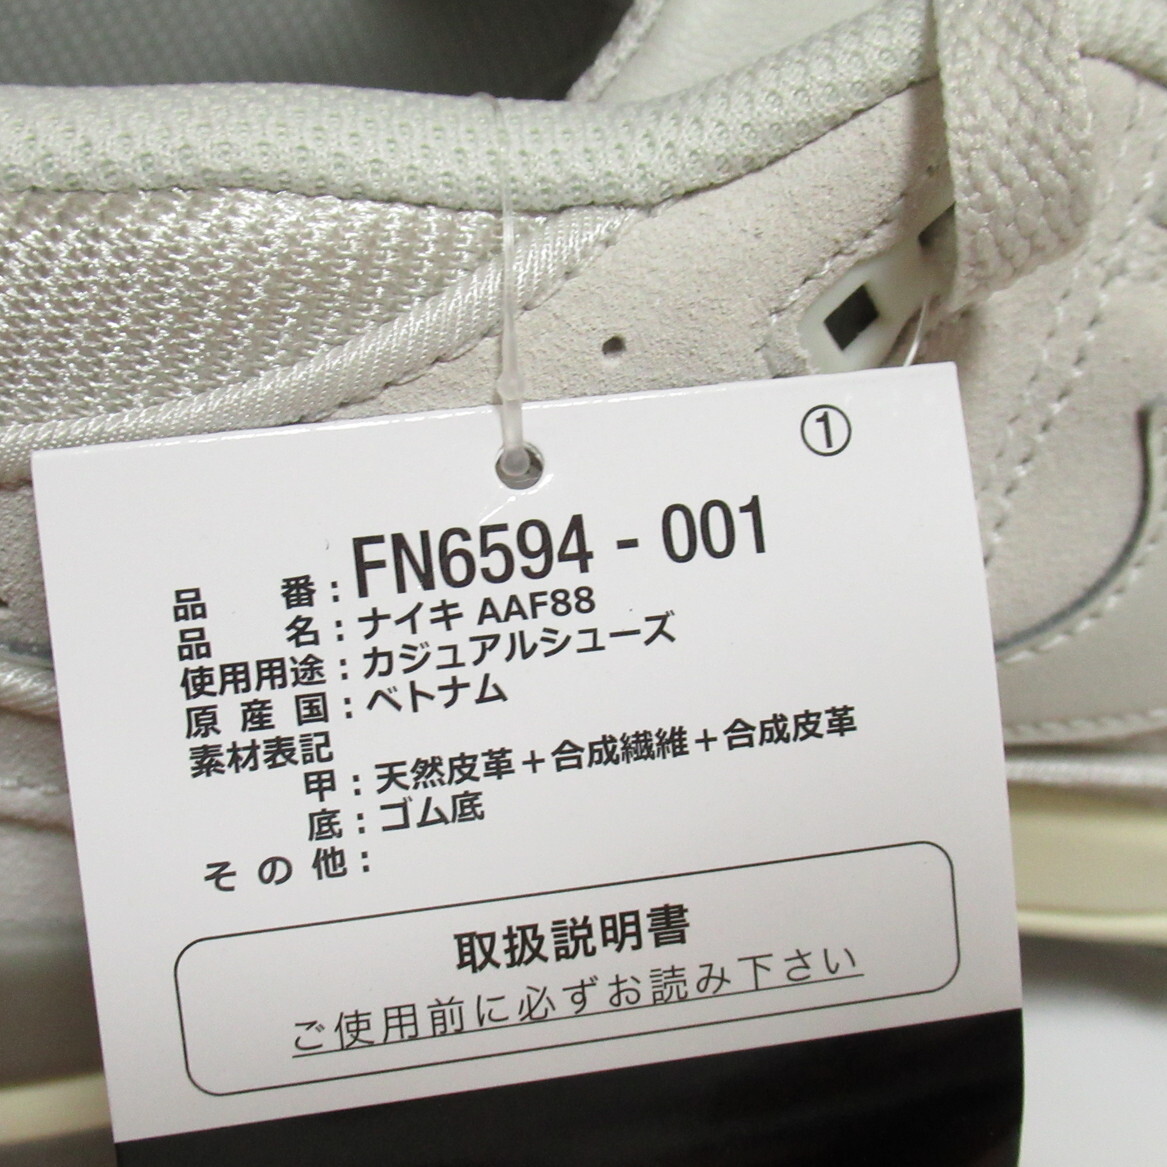 ①
品番：FN6594 - 001
品名：ナイキ AAF88
使用用途：カジュアルシューズ
原産国：ベトナム
素材表記
甲：天然皮革＋合成繊維＋合成皮革
底：ゴム底
その他：
取扱説明書
ご使用前に必ずお読み下さい